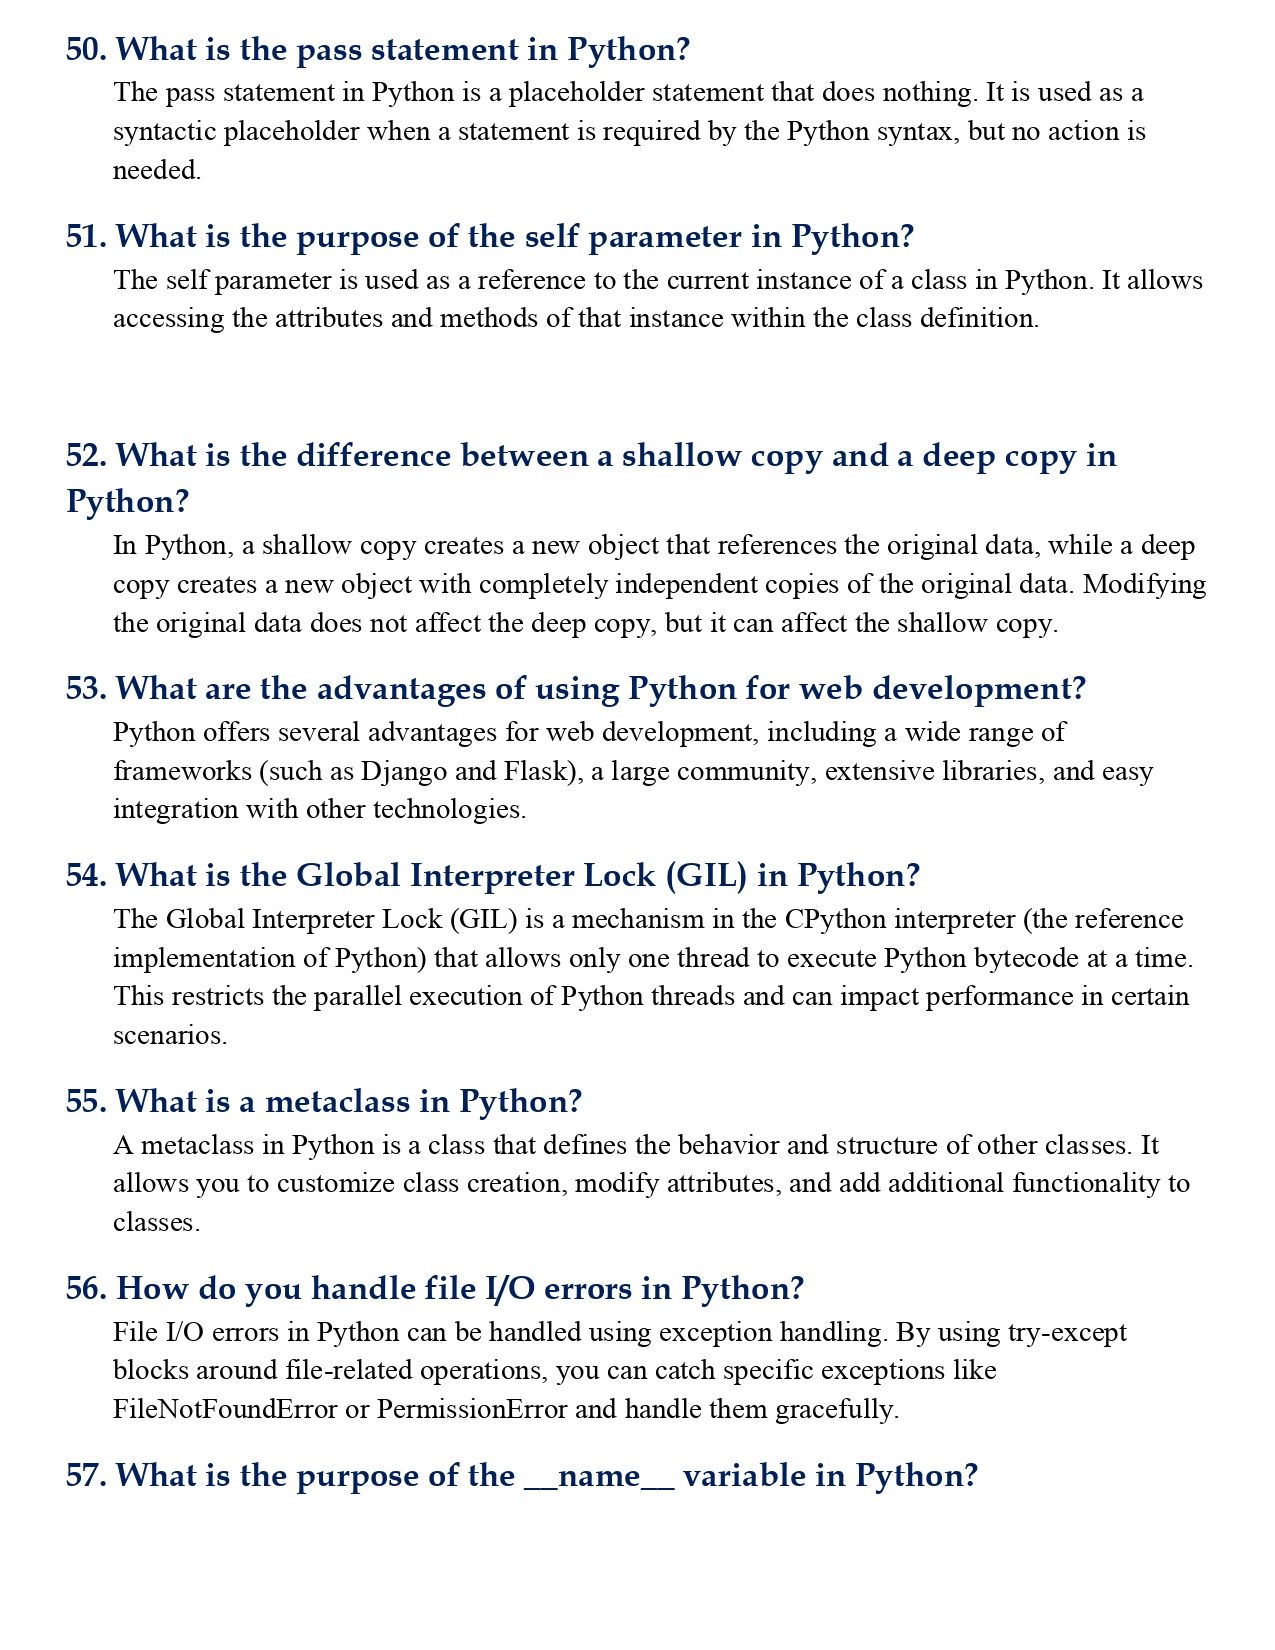 50. What is the pass statement in Python?
The pass statement in Python is a placeholder statement that does nothing. It is used as a
syntactic placeholder when a statement is required by the Python syntax, but no action is
needed.
51. What is the purpose of the self parameter in Python?
The self parameter is used as a reference to the current instance of a class in Python. It allows
accessing the attributes and methods of that instance within the class definition.
52. What is the difference between a shallow copy and a deep copy in
Python?
In Python, a shallow copy creates a new object that references the original data, while a deep
copy creates a new object with completely independent copies of the original data. Modifying
the original data does not affect the deep copy, but it can affect the shallow copy.
53. What are the advantages of using Python for web development?
Python offers several advantages for web development, including a wide range of
frameworks (such as Django and Flask), a large community, extensive libraries, and easy
integration with other technologies.
54. What is the Global Interpreter Lock (GIL) in Python?
The Global Interpreter Lock (GIL) is a mechanism in the CPython interpreter (the reference
implementation of Python) that allows only one thread to execute Python bytecode at a time.
This restricts the parallel execution of Python threads and can impact performance in certain
scenarios.
55. What is a metaclass in Python?
A metaclass in Python is a class that defines the behavior and structure of other classes. It
allows you to customize class creation, modify attributes, and add additional functionality to
classes.
56. How do you handle file I/O errors in Python?
File I/O errors in Python can be handled using exception handling. By using try-except
blocks around file-related operations, you can catch specific exceptions like
FileNotFoundError or PermissionError and handle them gracefully.
57. What is the purpose of the __name__ variable in Python?